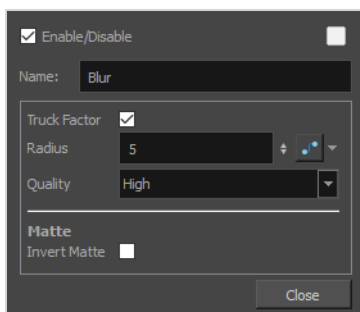 Enable/Disable
Name: Blur
Truck Factor
Radius 5
Quality High
Matte
Invert Matte
Close